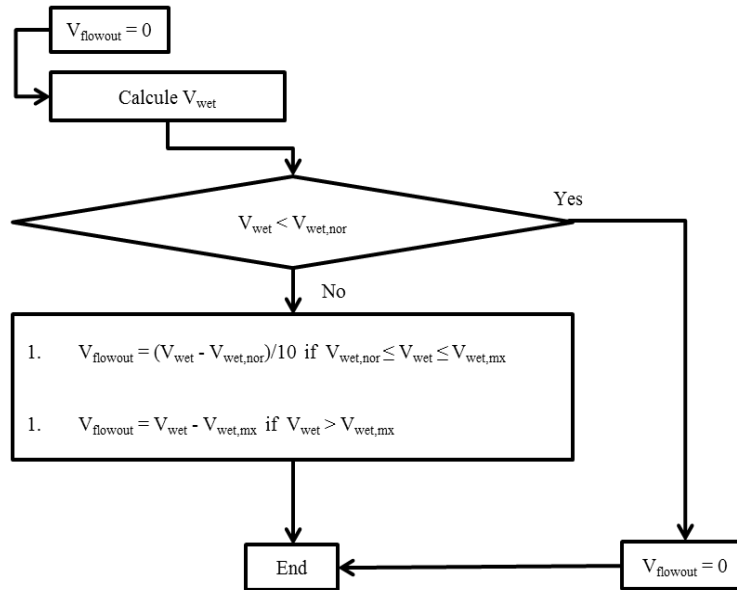 V_flowout = 0
Calcule V_wet
Yes
V_wet < V_wet,nor
No
1. V_flowout = (V_wet - V_wet,nor)/10 if V_wet,nor ≤ V_wet ≤ V_wet,mx
1. V_flowout = V_wet - V_wet,mx if V_wet > V_wet,mx
End
V_flowout = 0